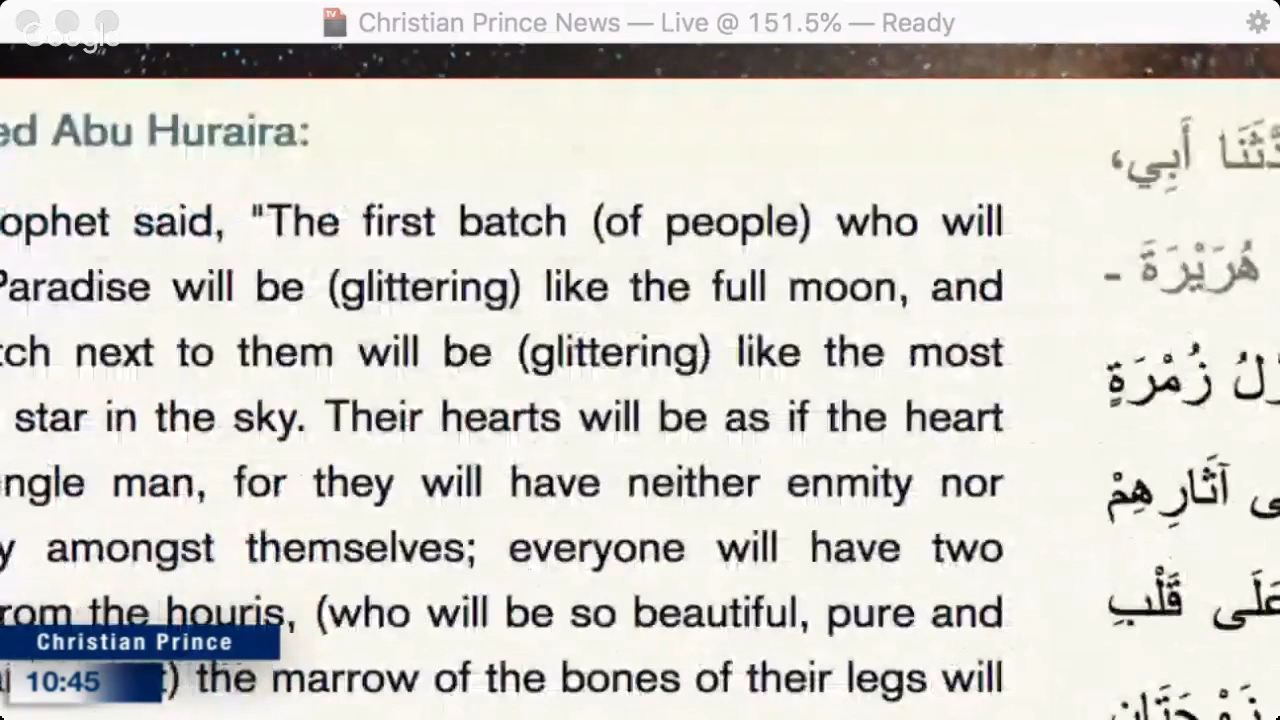 Christian Prince News — Live @ 151.5% — Ready
Google
ed Abu Huraira:
ophet said, "The first batch (of people) who will
Paradise will be (glittering) like the full moon, and
tch next to them will be (glittering) like the most
star in the sky. Their hearts will be as if the heart
ngle man, for they will have neither enmity nor
y amongst themselves; everyone will have two
rom the houris, (who will be so beautiful, pure and
) the marrow of the bones of their legs will
أَبِي،
هُرَيْرَةَ -
زُمْرَةٍ
آثَارِهِمْ
عَلَى قَلْبِ
زَوْجَتَانِ
Christian Prince
10:45